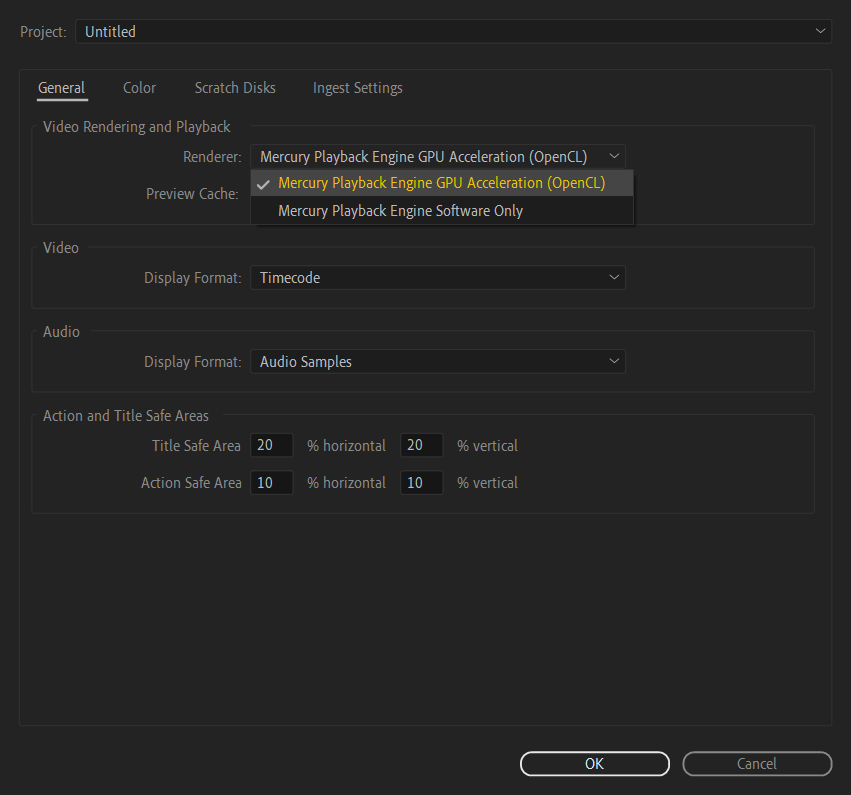 Project: Untitled
General Color Scratch Disks Ingest Settings
Video Rendering and Playback
Renderer: Mercury Playback Engine GPU Acceleration (OpenCL)
Mercury Playback Engine GPU Acceleration (OpenCL)
Preview Cache:
Mercury Playback Engine Software Only
Video
Display Format: Timecode
Audio
Display Format: Audio Samples
Action and Title Safe Areas
Title Safe Area 20 % horizontal 20 % vertical
Action Safe Area 10 % horizontal 10 % vertical
OK Cancel